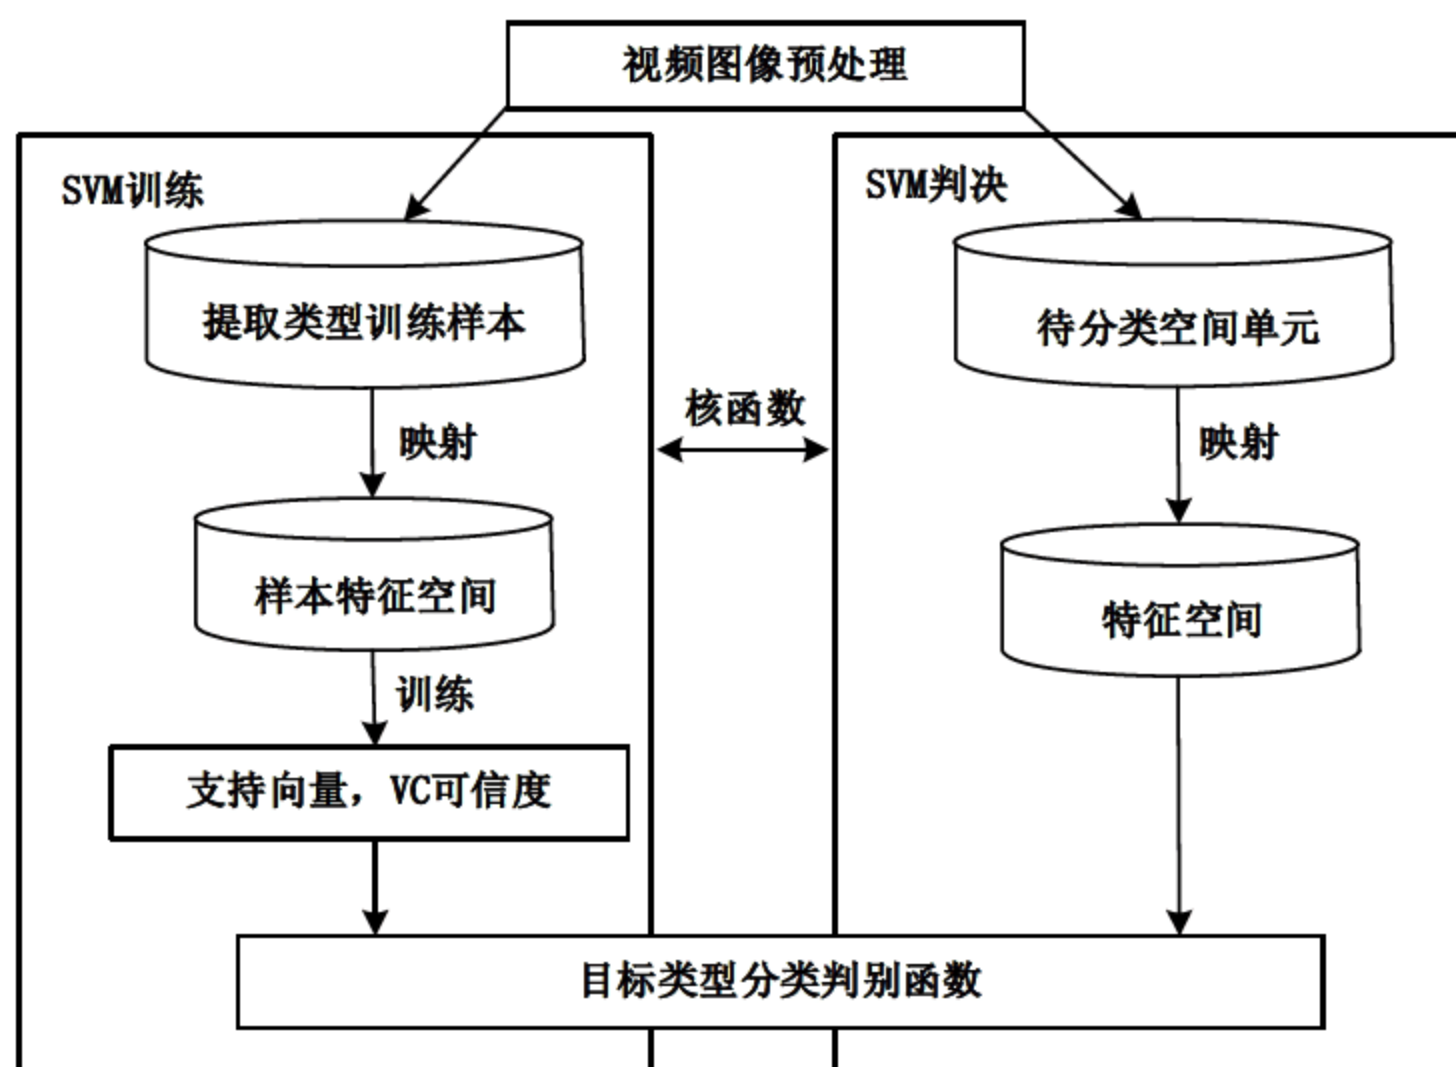 视频图像预处理
SVM训练
提取类型训练样本
映射
样本特征空间
训练
支持向量，VC可信度
核函数
SVM判决
待分类空间单元
映射
特征空间
目标类型分类判别函数